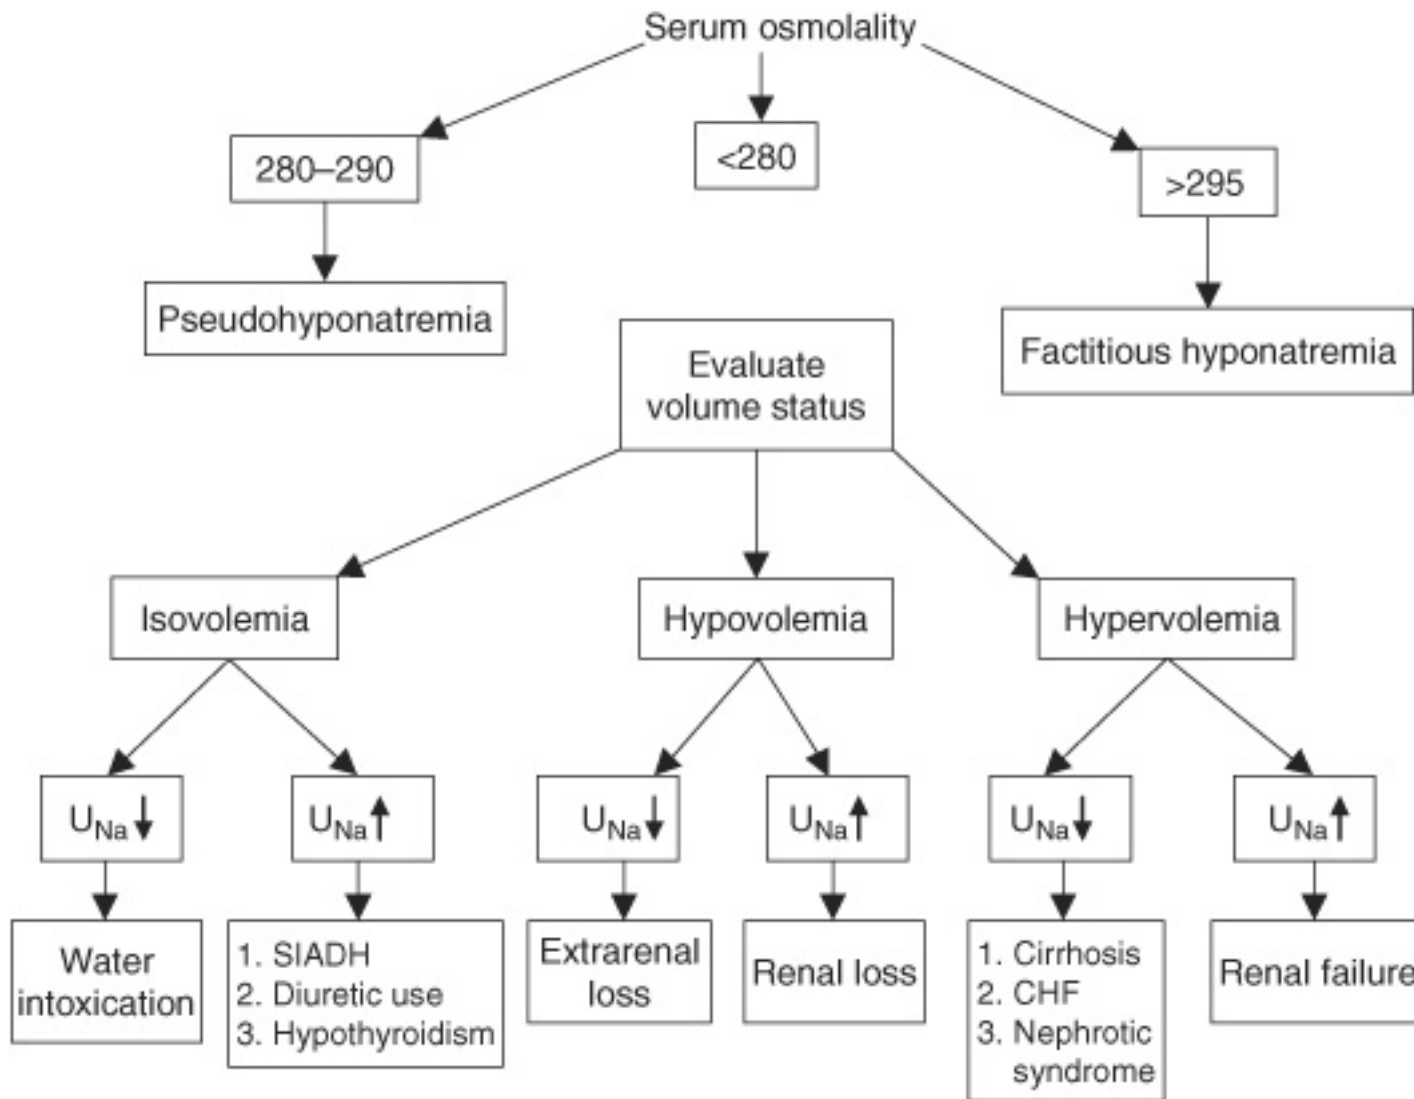 Serum osmolality
280–290
<280
>295
Pseudohyponatremia
Factitious hyponatremia
Evaluate
volume status
Isovolemia
Hypovolemia
Hypervolemia
UNa↓
UNa↑
UNa↓
UNa↑
UNa↓
UNa↑
Water
intoxication
1. SIADH
2. Diuretic use
3. Hypothyroidism
Extrarenal
loss
Renal loss
1. Cirrhosis
2. CHF
3. Nephrotic
syndrome
Renal failure